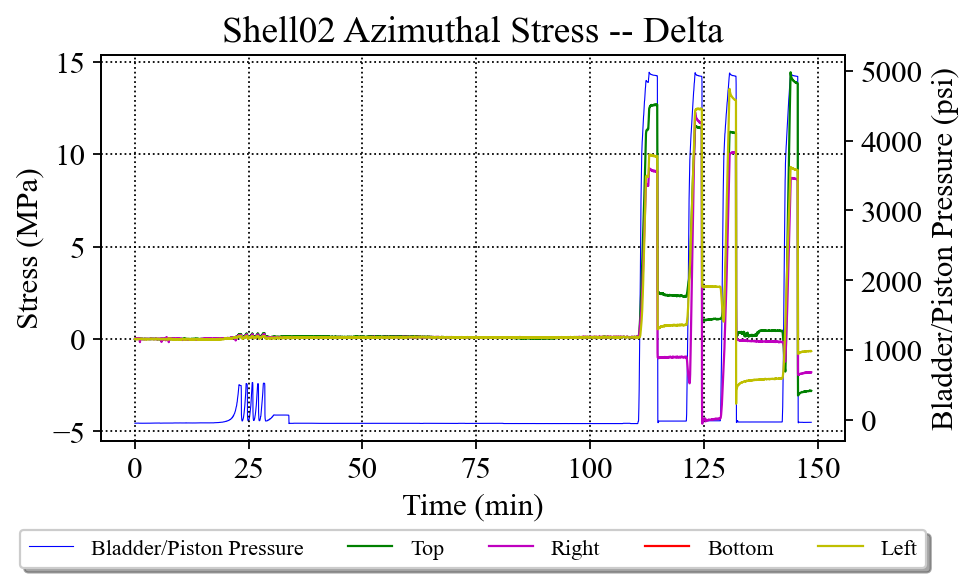 Shell02 Azimuthal Stress -- Delta
15
10
5
0
−5
Stress (MPa)
5000
4000
3000
2000
1000
0
Bladder/Piston Pressure (psi)
0 25 50 75 100 125 150
Time (min)
Bladder/Piston Pressure Top Right Bottom Left